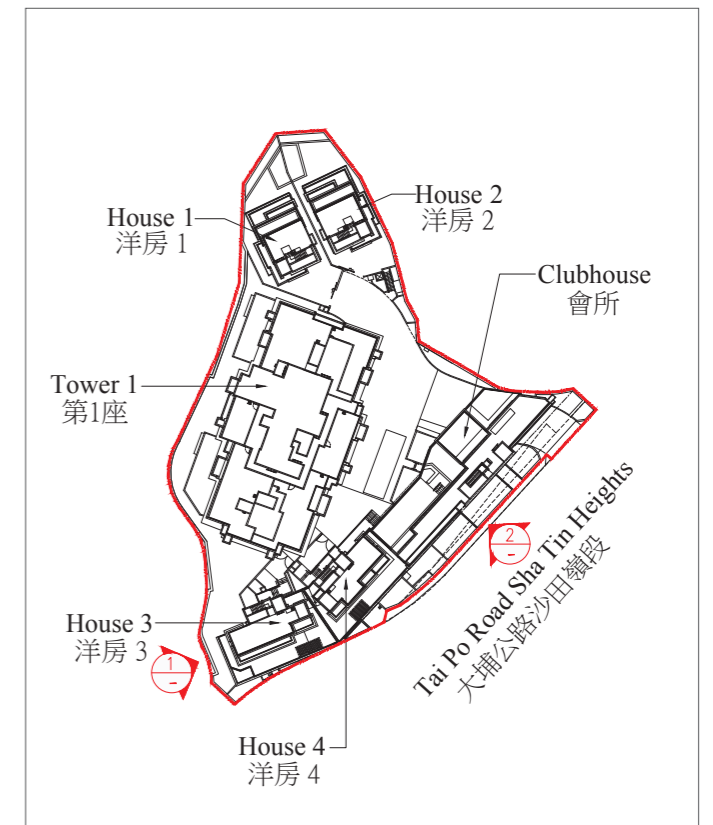 House 1
洋房 1
House 2
洋房 2
Clubhouse
會所
Tower 1
第1座
2
-
Tai Po Road Sha Tin Heights
大埔公路沙田嶺段
House 3
洋房 3
1
-
House 4
洋房 4